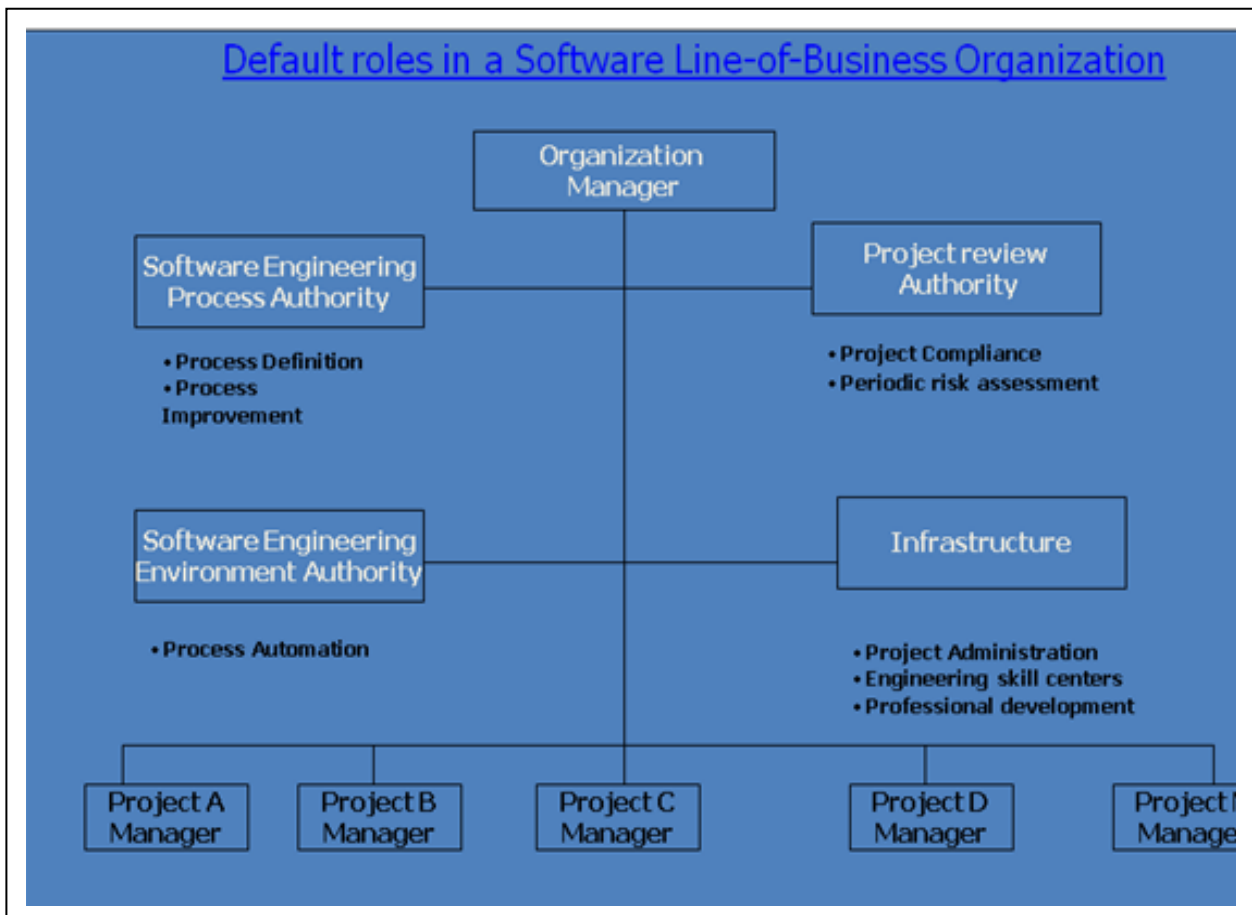 Default roles in a Software Line-of-Business Organization
Organization
Manager
Software Engineering
Process Authority
• Process Definition
• Process
Improvement
Project review
Authority
• Project Compliance
• Periodic risk assessment
Software Engineering
Environment Authority
• Process Automation
Infrastructure
• Project Administration
• Engineering skill centers
• Professional development
Project A
Manager
Project B
Manager
Project C
Manager
Project D
Manager
Project